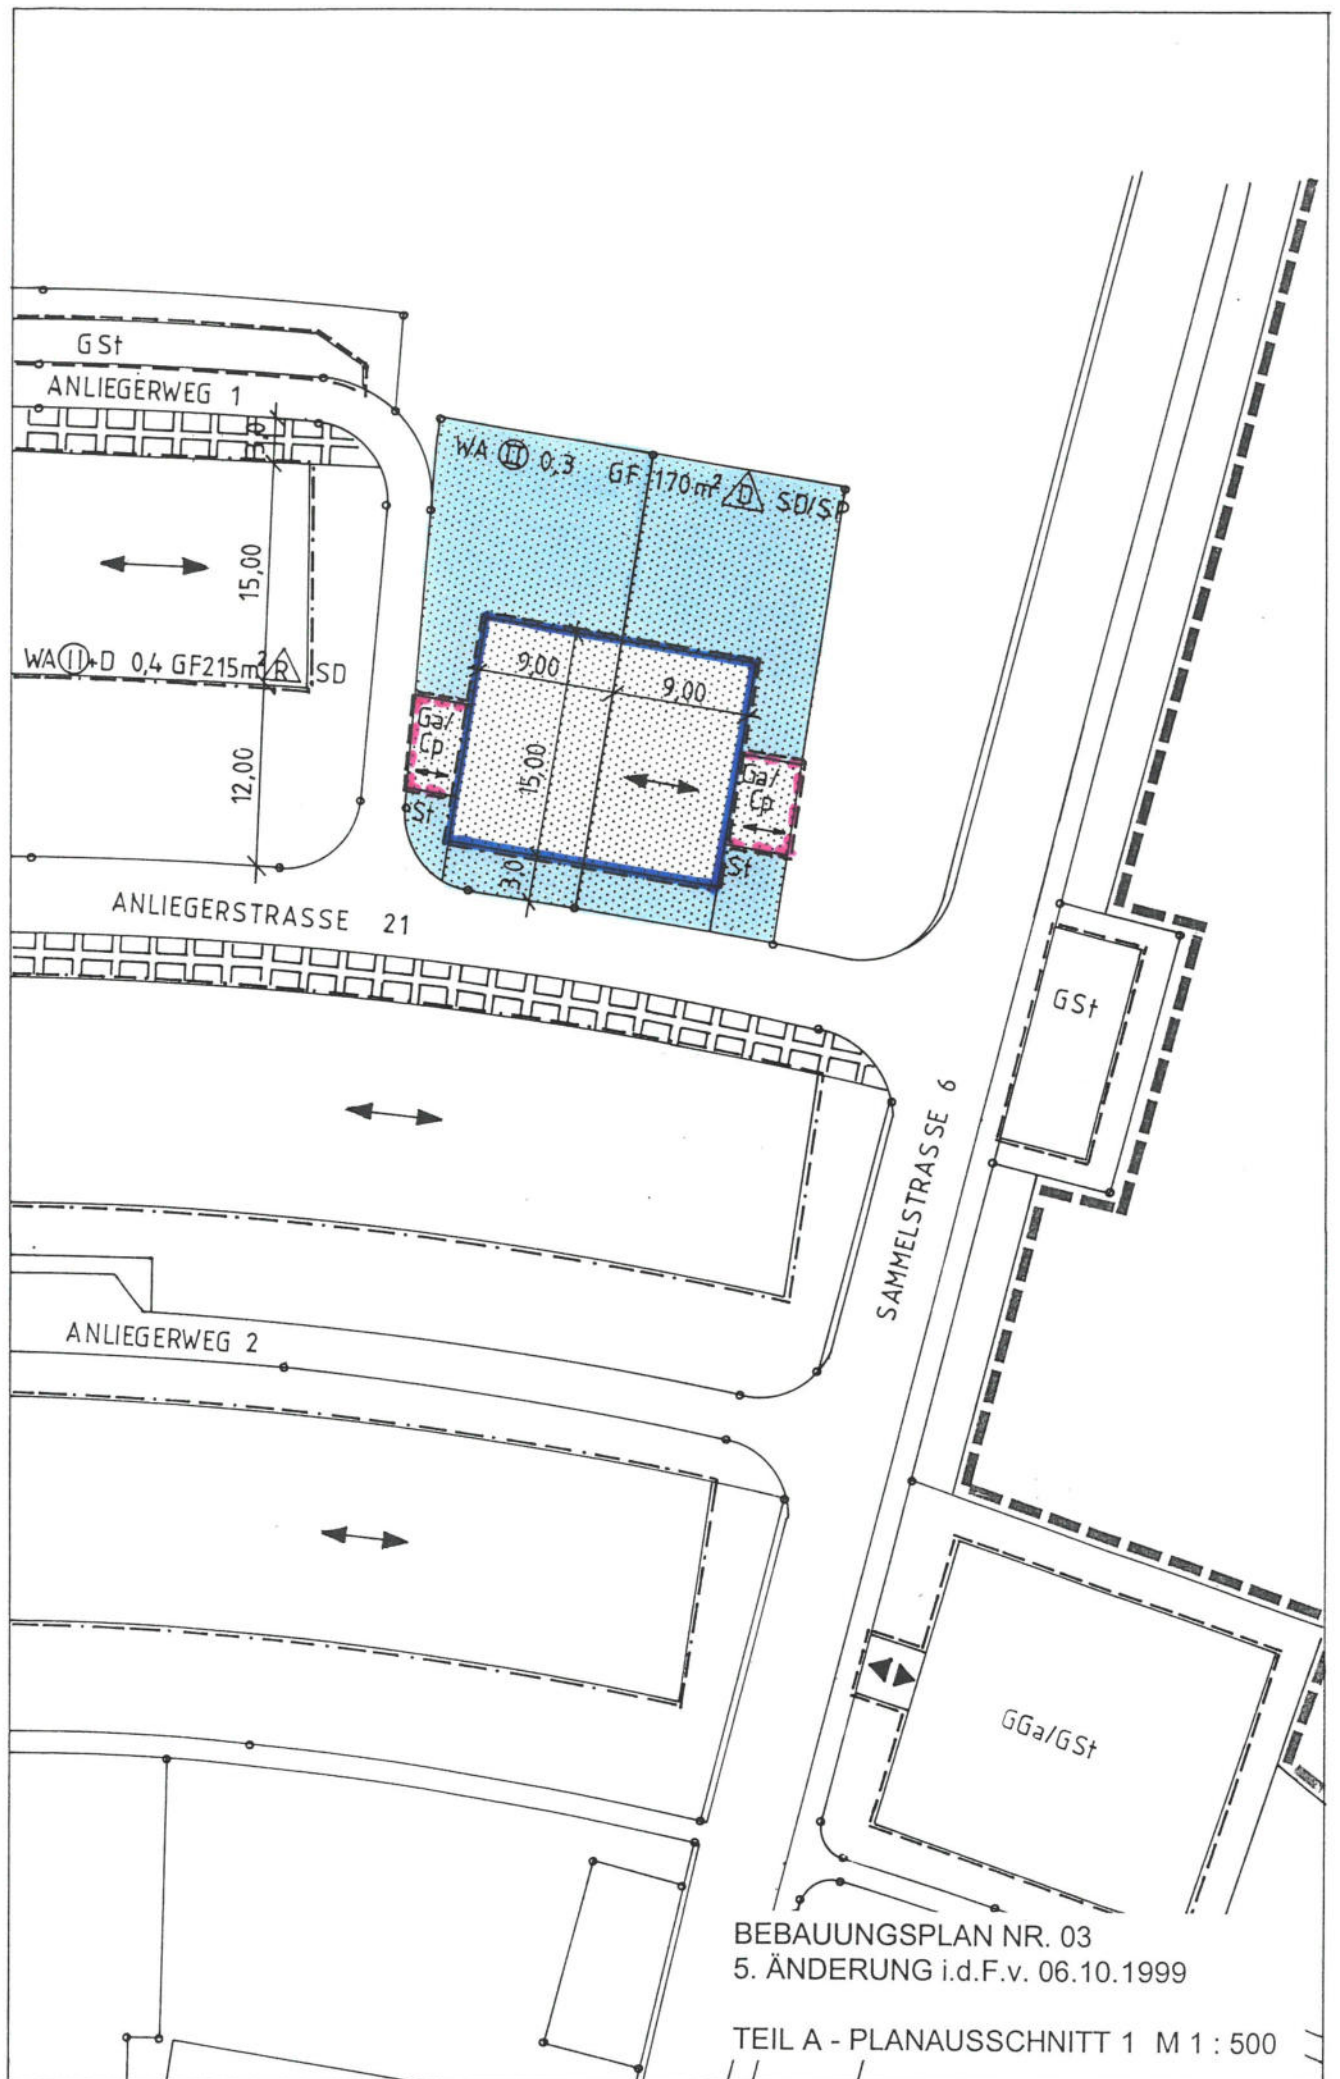 GSt
ANLIEGERWEG 1
WA II 0,3 GF 170m² D SD/SP
15,00
WA II+D 0,4 GF215m² R SD
9,00
9,00
Ga/
Cp
15,00
Ga/
Cp
12,00
St
St
3.0
ANLIEGERSTRASSE 21
GSt
SAMMELSTRASSE 6
ANLIEGERWEG 2
GGa/GSt
BEBAUUNGSPLAN NR. 03
5. ÄNDERUNG i.d.F.v. 06.10.1999
TEIL A - PLANAUSSCHNITT 1 M 1 : 500